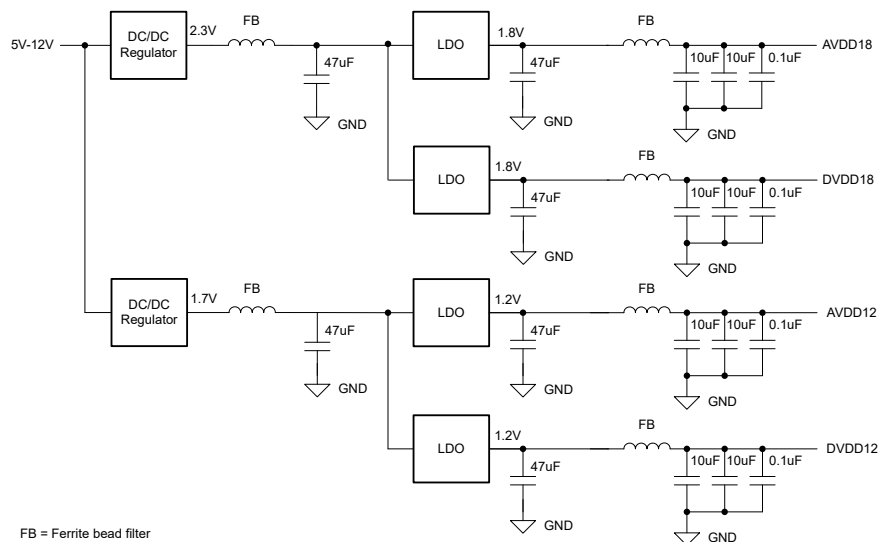 5V-12V
DC/DC
Regulator
2.3V
FB
47uF
GND
LDO
1.8V
47uF
GND
FB
10uF
10uF
0.1uF
GND
AVDD18
LDO
1.8V
47uF
GND
FB
10uF
10uF
0.1uF
GND
DVDD18
DC/DC
Regulator
1.7V
FB
47uF
GND
LDO
1.2V
47uF
GND
FB
10uF
10uF
0.1uF
GND
AVDD12
LDO
1.2V
47uF
GND
FB
10uF
10uF
0.1uF
GND
DVDD12
FB = Ferrite bead filter